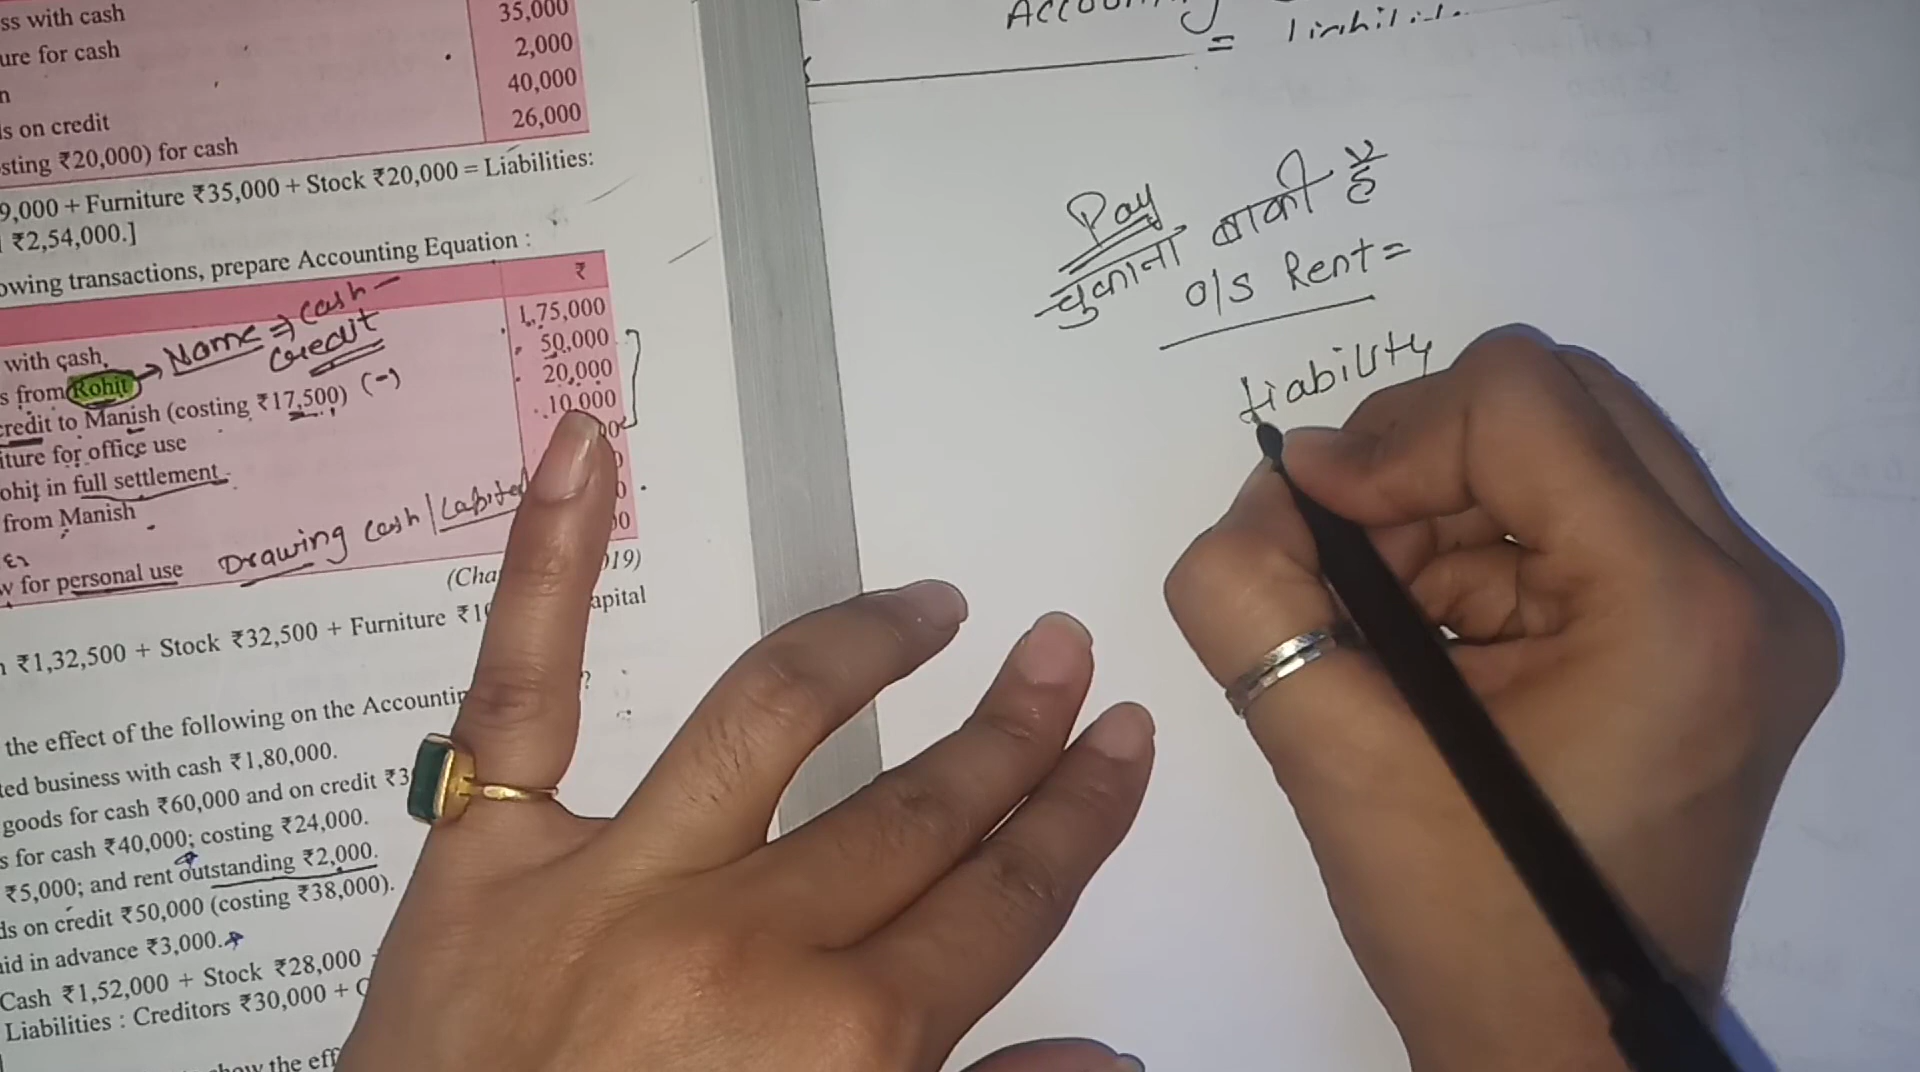 ss with cash 35,000
ure for cash 2,000
n 40,000
s on credit 26,000
sting ₹20,000) for cash
9,000 + Furniture ₹35,000 + Stock ₹20,000 = Liabilities:
₹2,54,000.]
owing transactions, prepare Accounting Equation :
₹
with cash, 1,75,000
s from Rohit 50,000
Name ⇒ cash –
Credit
redit to Manish (costing ₹17,500) (-) 20,000
iture for office use 10,000
ohit in full settlement 00
from Manish
w for personal use 00
Drawing cash | Capital
(Cha 019)
₹1,32,500 + Stock ₹32,500 + Furniture ₹1 apital
the effect of the following on the Accountin ?
ted business with cash ₹1,80,000.
goods for cash ₹60,000 and on credit ₹3
s for cash ₹40,000; costing ₹24,000.
₹5,000; and rent outstanding ₹2,000.
ds on credit ₹50,000 (costing ₹38,000).
aid in advance ₹3,000.
Cash ₹1,52,000 + Stock ₹28,000
Liabilities : Creditors ₹30,000 + C
how the eff
Pay
चुकाना बाकी है
O/S Rent =
Liability